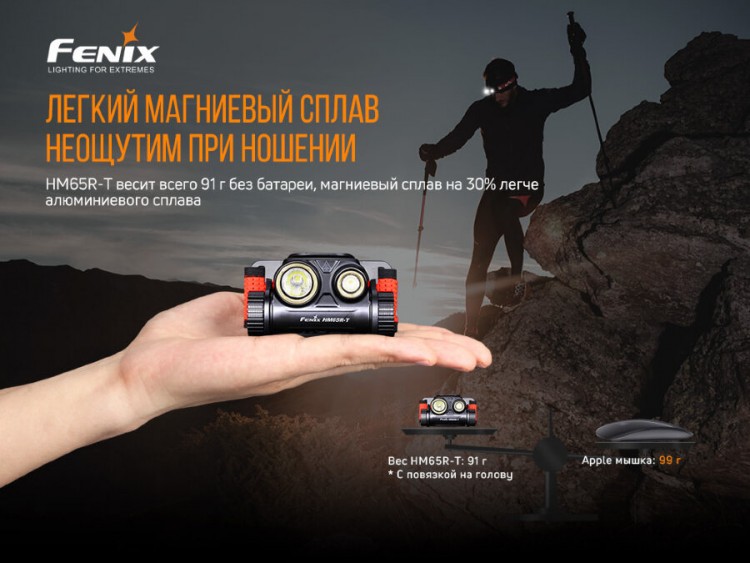 FENIX
LIGHTING FOR EXTREMES
ЛЕГКИЙ МАГНИЕВЫЙ СПЛАВ
НЕОЩУТИМ ПРИ НОШЕНИИ
HM65R-T весит всего 91 г без батареи, магниевый сплав на 30% легче
алюминиевого сплава
FENIX HM65R-T
Вес HM65R-T: 91 г
* С повязкой на голову
Apple мышка: 99 г